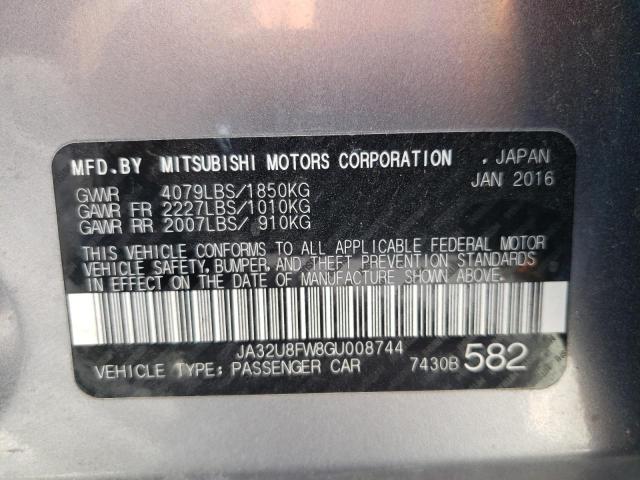 MFD.BY MITSUBISHI MOTORS CORPORATION . JAPAN
JAN 2016
GVWR 4079LBS/1850KG
GAWR FR 2227LBS/1010KG
GAWR RR 2007LBS/ 910KG
THIS VEHICLE CONFORMS TO ALL APPLICABLE FEDERAL MOTOR
VEHICLE SAFETY, BUMPER, AND THEFT PREVENTION STANDARDS
IN EFFECT ON THE DATE OF MANUFACTURE SHOWN ABOVE.
JA32U8FW8GU008744
VEHICLE TYPE: PASSENGER CAR 7430B 582